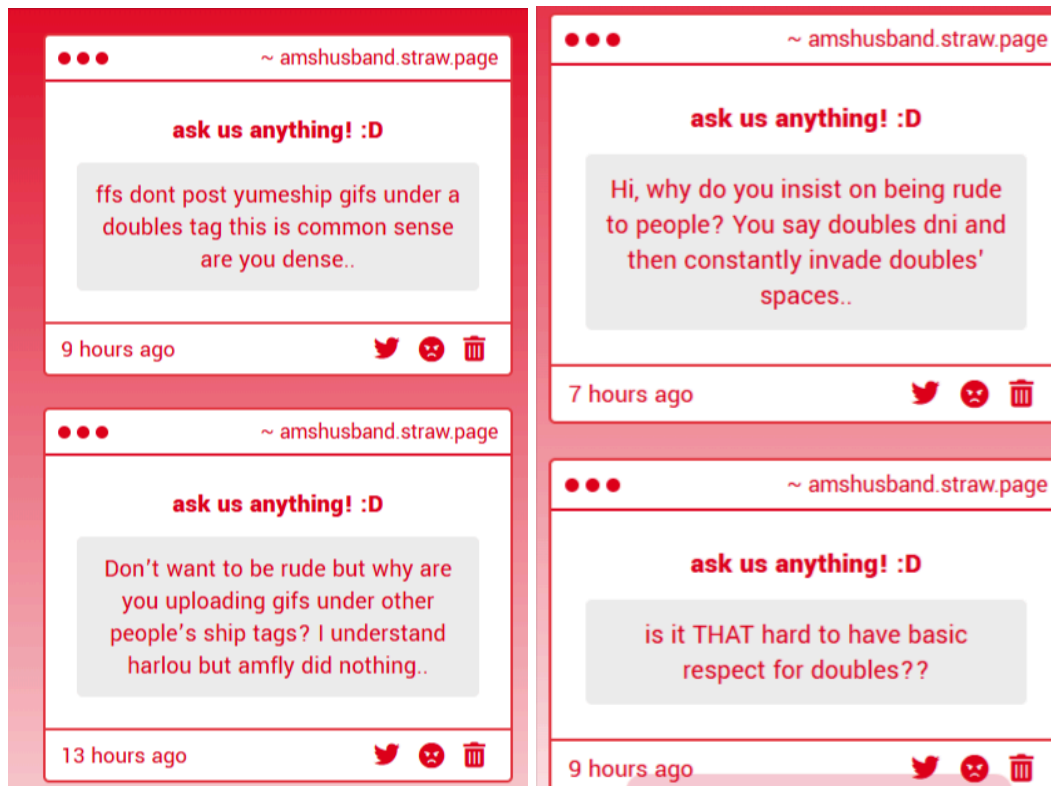 ~ amshusband.straw.page
ask us anything! :D
ffs dont post yumeship gifs under a
doubles tag this is common sense
are you dense..
9 hours ago
~ amshusband.straw.page
ask us anything! :D
Don't want to be rude but why are
you uploading gifs under other
people's ship tags? I understand
harlou but amfly did nothing..
13 hours ago
~ amshusband.straw.page
ask us anything! :D
Hi, why do you insist on being rude
to people? You say doubles dni and
then constantly invade doubles'
spaces..
7 hours ago
~ amshusband.straw.page
ask us anything! :D
is it THAT hard to have basic
respect for doubles??
9 hours ago